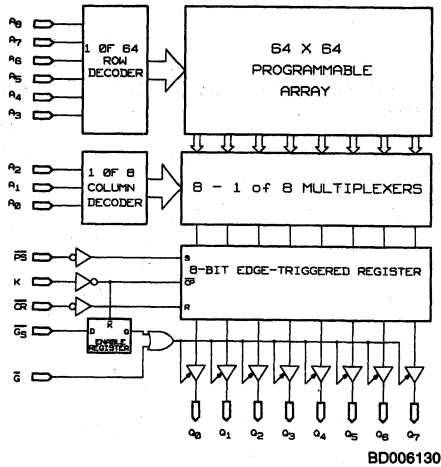 A8
A7
A6
A5
A4
A3
1 OF 64
ROW
DECODER
64 X 64
PROGRAMMABLE
ARRAY
A2
A1
A0
1 OF 8
COLUMN
DECODER
8 - 1 of 8 MULTIPLEXERS
PS
K
CR
GS
G
S
CP
R
8-BIT EDGE-TRIGGERED REGISTER
R
D Q
ENABLE
REGISTER
Q0 Q1 Q2 Q3 Q4 Q5 Q6 Q7
BD006130